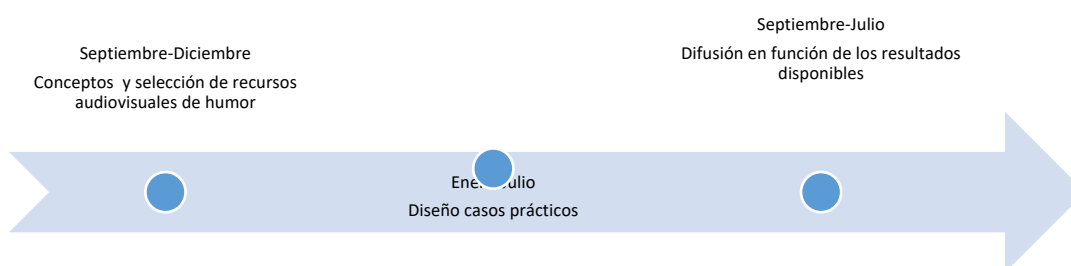 Septiembre-Diciembre
Conceptos y selección de recursos
audiovisuales de humor
Diseño casos prácticos
Septiembre-Julio
Difusión en función de los resultados
disponibles